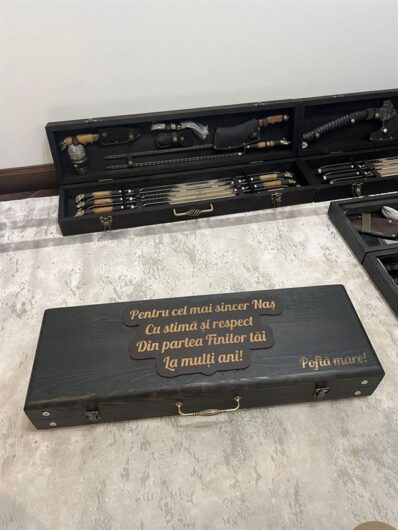 Pentru cel mai sincer Naș
Cu stimă și respect
Din partea Finilor tăi
La mulți ani!
Poftă mare!